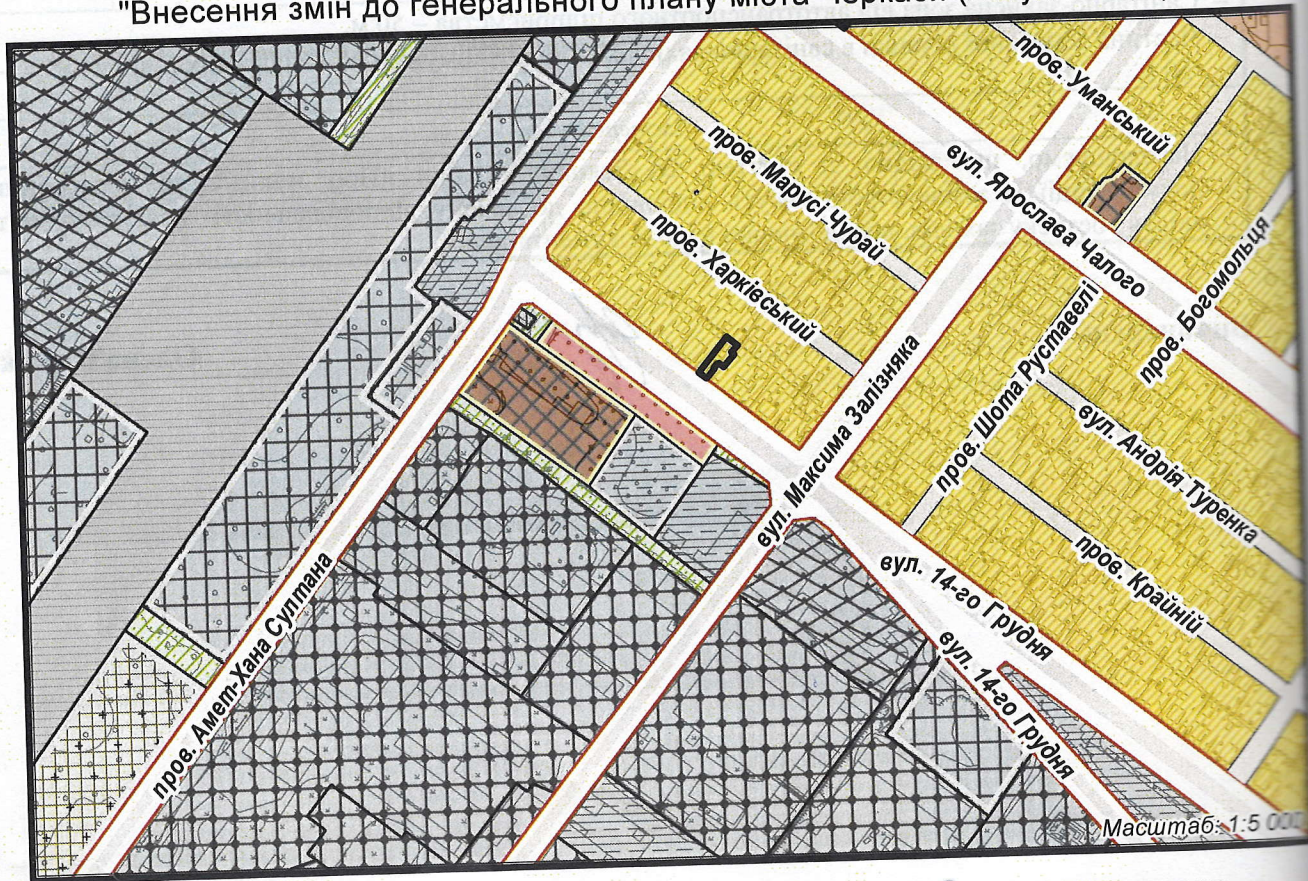 "Внесення змін до генерального плану міста Черкаси
пров. Уманський
вул. Ярослава Чалого
пров. Марусі Чурай
пров. Харківський
пров. Богомольця
пров. Шота Руставелі
вул. Максима Залізняка
вул. Андрія Туренка
пров. Крайній
вул. 14-го Грудня
вул. 14-го Грудня
пров. Амет-Хана Султана
Масштаб: 1:5 000